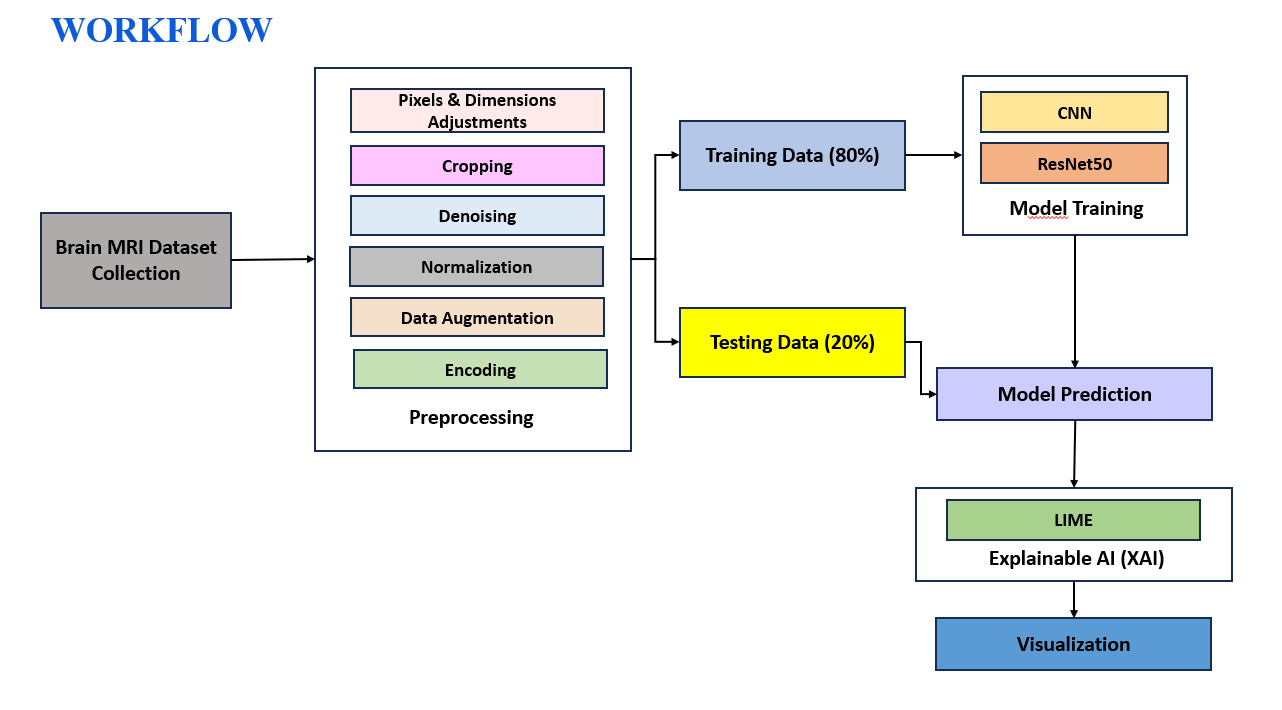 WORKFLOW
Brain MRI Dataset
Collection
Pixels & Dimensions
Adjustments
Cropping
Denoising
Normalization
Data Augmentation
Encoding
Preprocessing
Training Data (80%)
Testing Data (20%)
CNN
ResNet50
Model Training
Model Prediction
LIME
Explainable AI (XAI)
Visualization